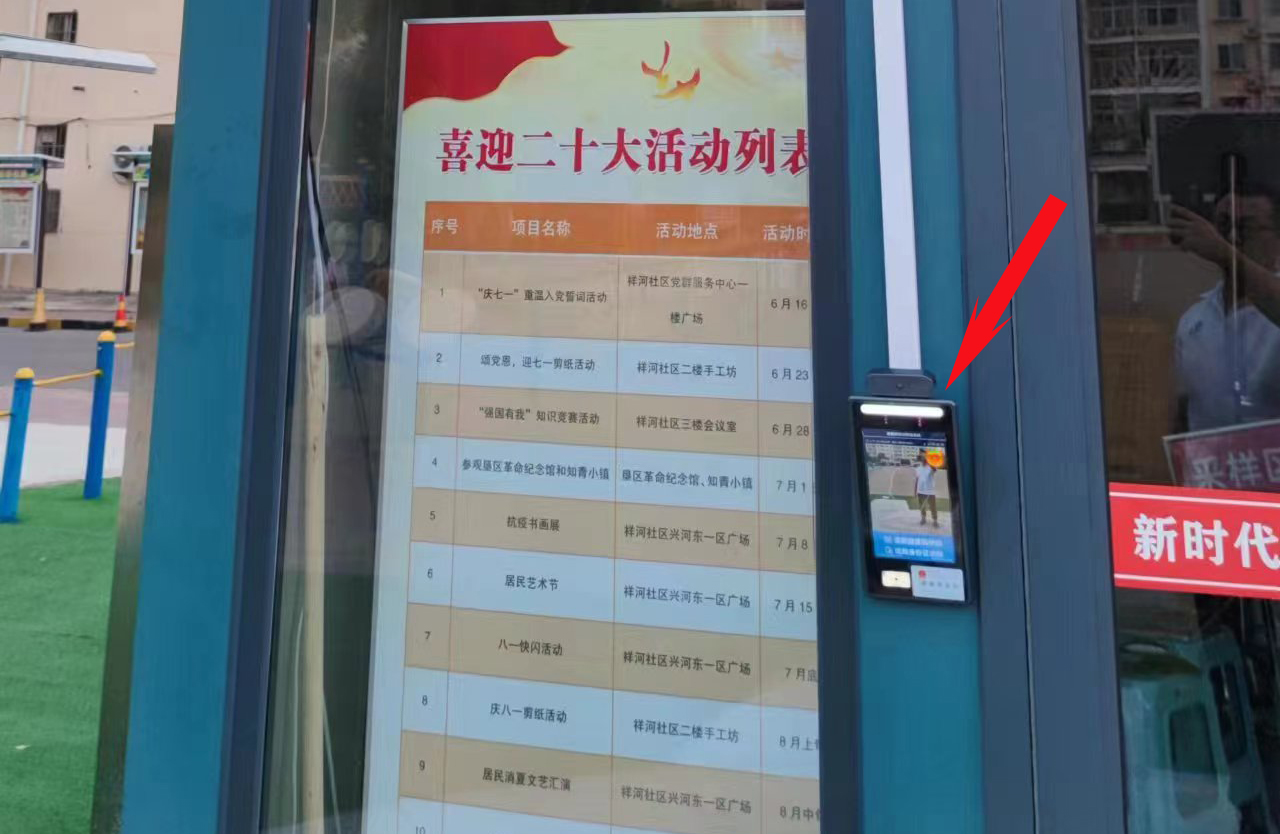 喜迎二十大活动列表
序号 项目名称 活动地点 活动时
1 “庆七一”重温入党誓词活动 祥河社区党群服务中心一 6月16
楼广场
2 颂党恩，迎七一剪纸活动 祥河社区二楼手工坊 6月23
3 “强国有我”知识竞赛活动 祥河社区三楼会议室 6月28
4 参观垦区革命纪念馆和知青小镇 垦区革命纪念馆、知青小镇 7月1
5 抗疫书画展 祥河社区兴河东一区广场 7月8
6 居民艺术节 祥河社区兴河东一区广场 7月15
7 八一快闪活动 祥河社区兴河东一区广场 7月底
8 庆八一剪纸活动 祥河社区二楼手工坊 8月上
9 居民消夏文艺汇演 祥河社区兴河东一区广场 8月中
10
采样区
新时代